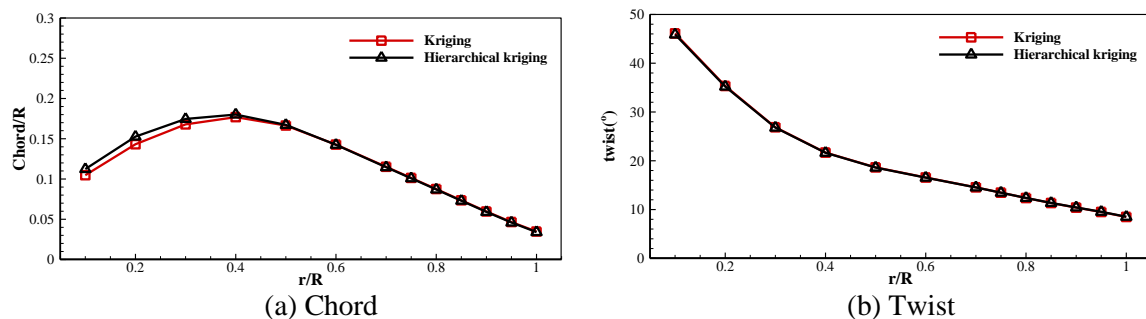 0.3
0.25
0.2
0.15
0.1
0.05
0
Chord/R
Kriging
Hierarchical kriging
0.2 0.4 0.6 0.8 1
r/R
(a) Chord
50
40
30
20
10
0
twist(º)
Kriging
Hierarchical kriging
0.2 0.4 0.6 0.8 1
r/R
(b) Twist